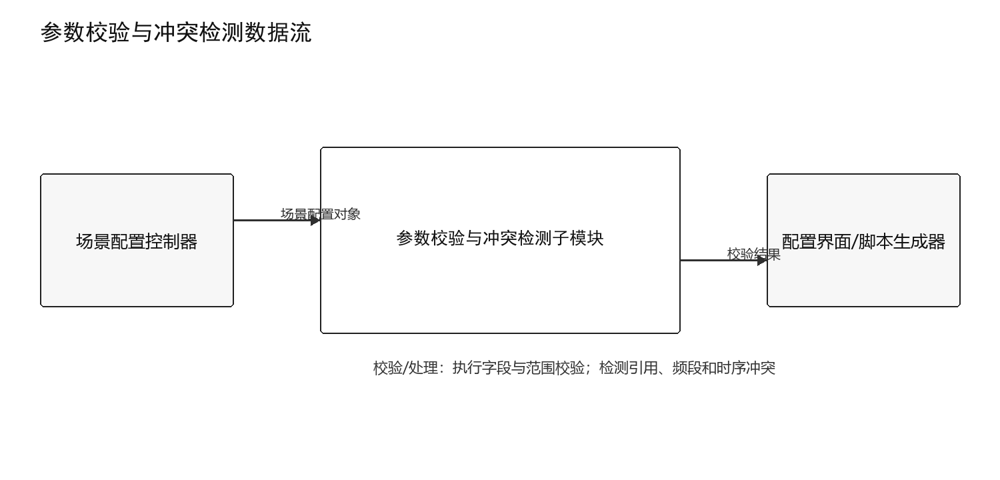 参数校验与冲突检测数据流
场景配置对象
场景配置控制器
参数校验与冲突检测子模块
校验结果
配置界面/脚本生成器
校验/处理：执行字段与范围校验；检测引用、频段和时序冲突